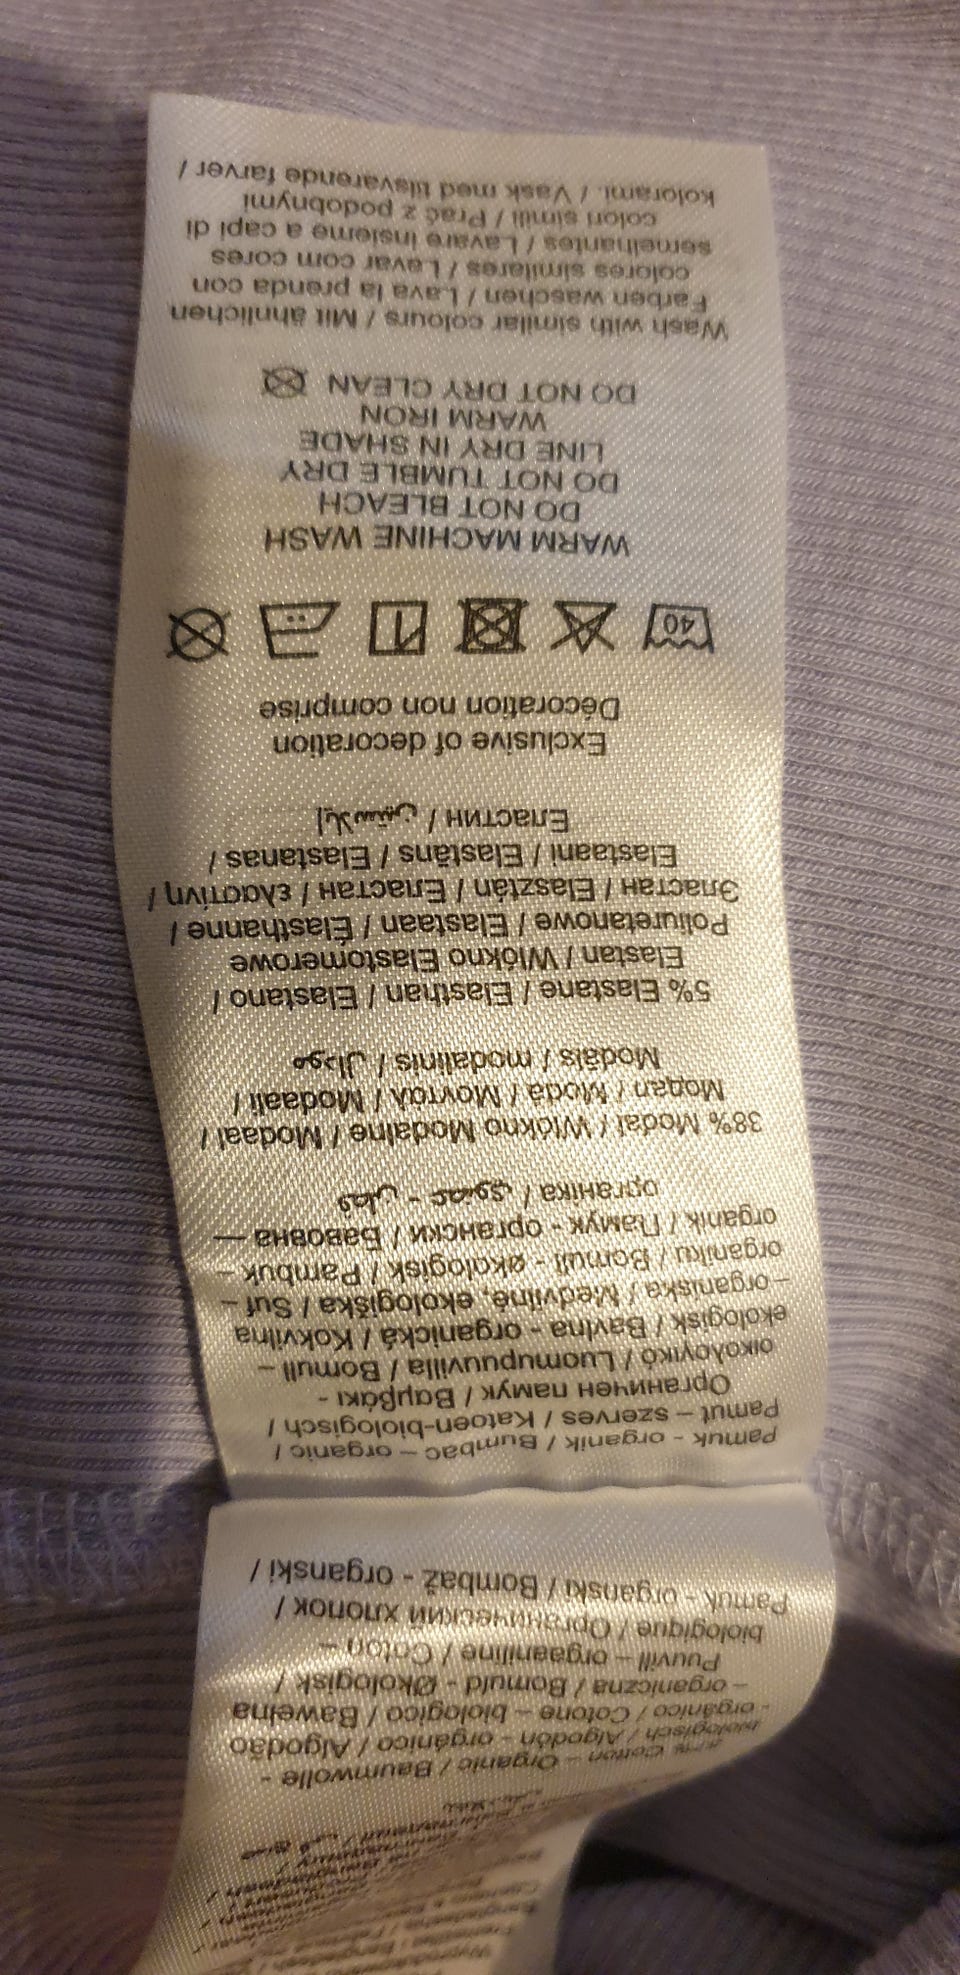 Cotton – Organic / Baumwolle -
biologisch / Algodón - orgánico / Algodão
- orgânico / Cotone – biologico / Bawełna
– organiczna / Bomuld - Økologisk /
Puuvill – orgaaniline / Coton –
biologique / Органический хлопок /
Pamuk - organski / Bombaž - organski /
Pamuk - organik / Bumbac – organic /
Pamut – szerves / Katoen-biologisch /
Органичен памук / Βαμβάκι -
οικολογικό / Luomupuuvilla / Bomull –
ekologisk / Bavlna - organická / Kokvilna
– organiska / Medvilnė, ekologiška / Suf –
organiku / Bomull - økologisk / Pambuk –
organik / Памук - органски / Бавовна —
органіка / قطن - عضوي
38% Modal / Włókno Modalne / Modaal /
Модал / Modā / Μοντάλ / Modaali /
Modāls / modalinis / مودال
5% Elastane / Elasthan / Elastano /
Elastan / Włókno Elastomerowe
Poliuretanowe / Elastaan / Élasthanne /
Эластан / Elasztán / Еластан / ελαστίνη /
Elastaani / Elastāns / Elastanas /
Еластин / إيلاستين
Exclusive of decoration
Décoration non comprise
40
WARM MACHINE WASH
DO NOT BLEACH
DO NOT TUMBLE DRY
LINE DRY IN SHADE
WARM IRON
DO NOT DRY CLEAN
Wash with similar colours / Mit ähnlichen
Farben waschen / Lava la prenda con
colores similares / Lavar com cores
semelhantes / Lavare insieme a capi di
colori simili / Prać z podobnymi
kolorami. / Vask med tilsvarende farver /